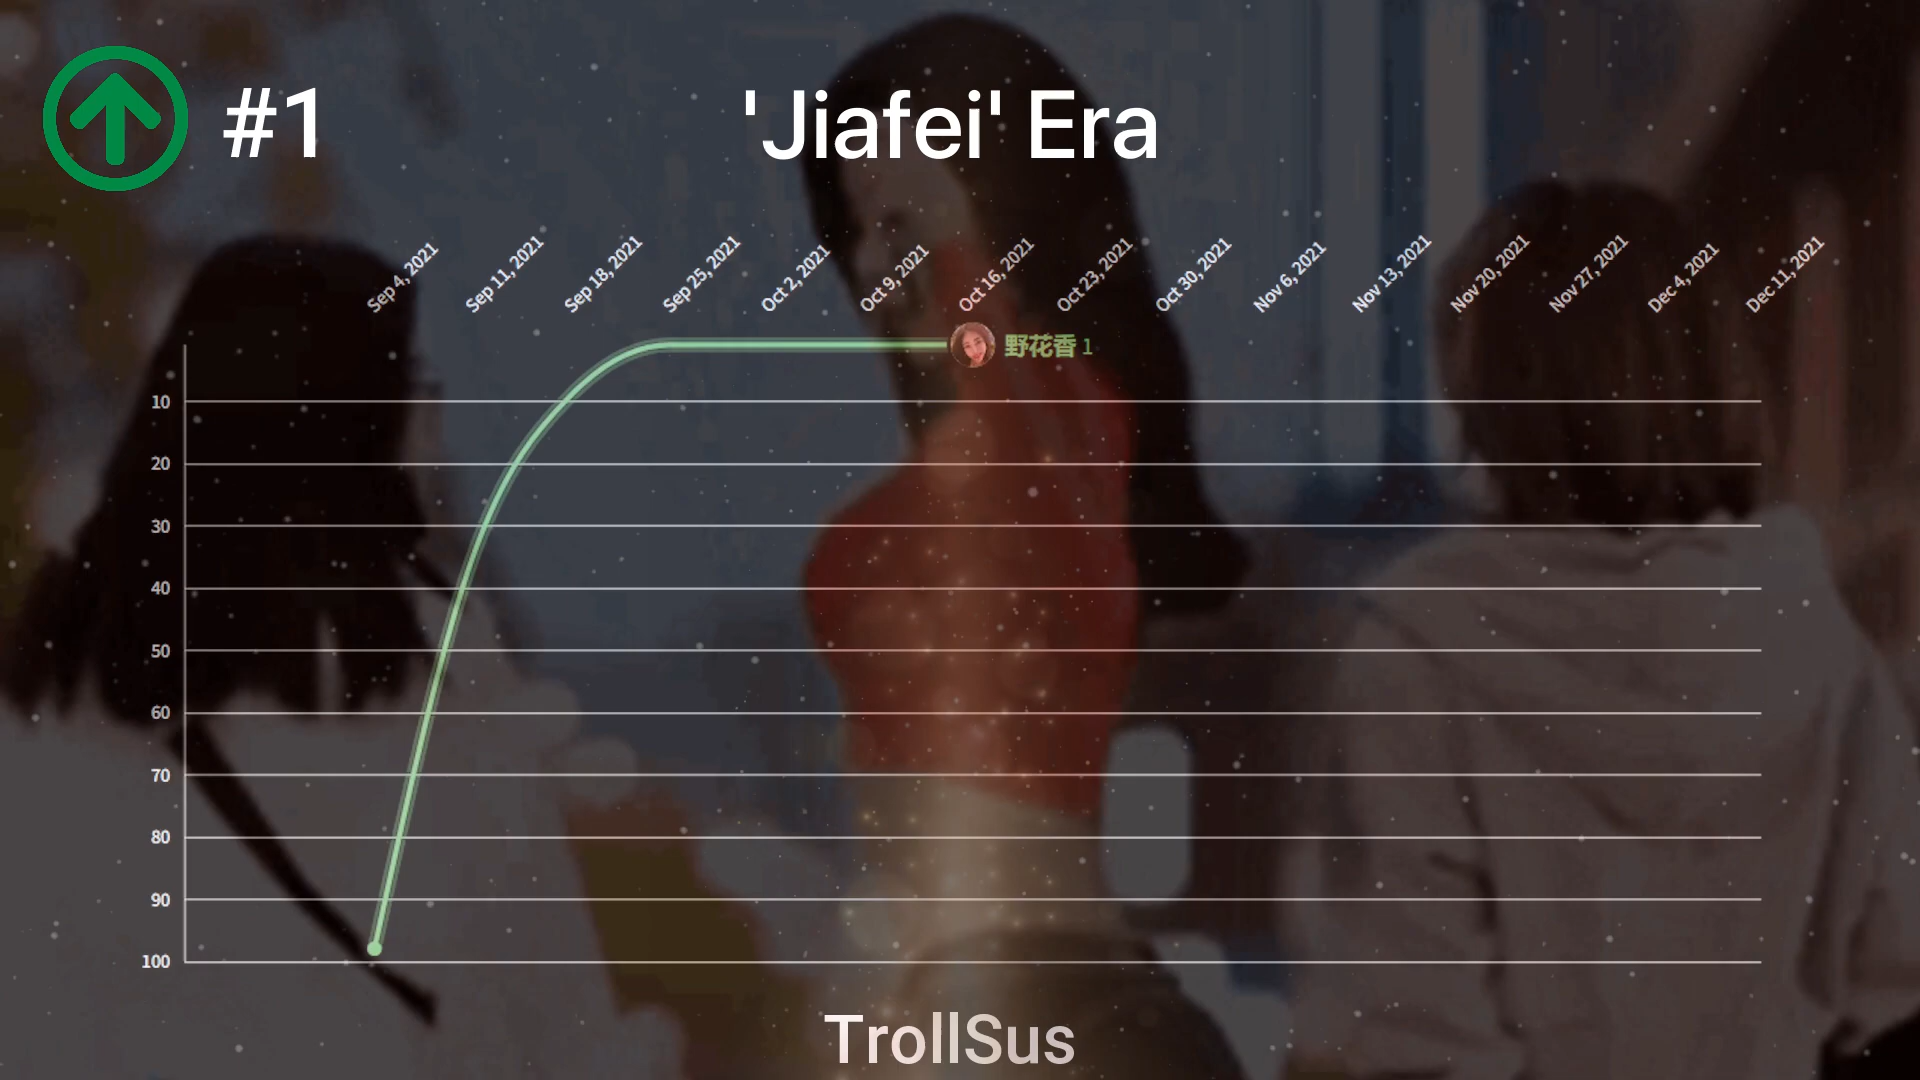 #1
'Jiafei' Era
Sep 4, 2021
Sep 11, 2021
Sep 18, 2021
Sep 25, 2021
Oct 2, 2021
Oct 9, 2021
Oct 16, 2021
Oct 23, 2021
Oct 30, 2021
Nov 6, 2021
Nov 13, 2021
Nov 20, 2021
Nov 27, 2021
Dec 4, 2021
Dec 11, 2021
野花香 1
10
20
30
40
50
60
70
80
90
100
TrollSus